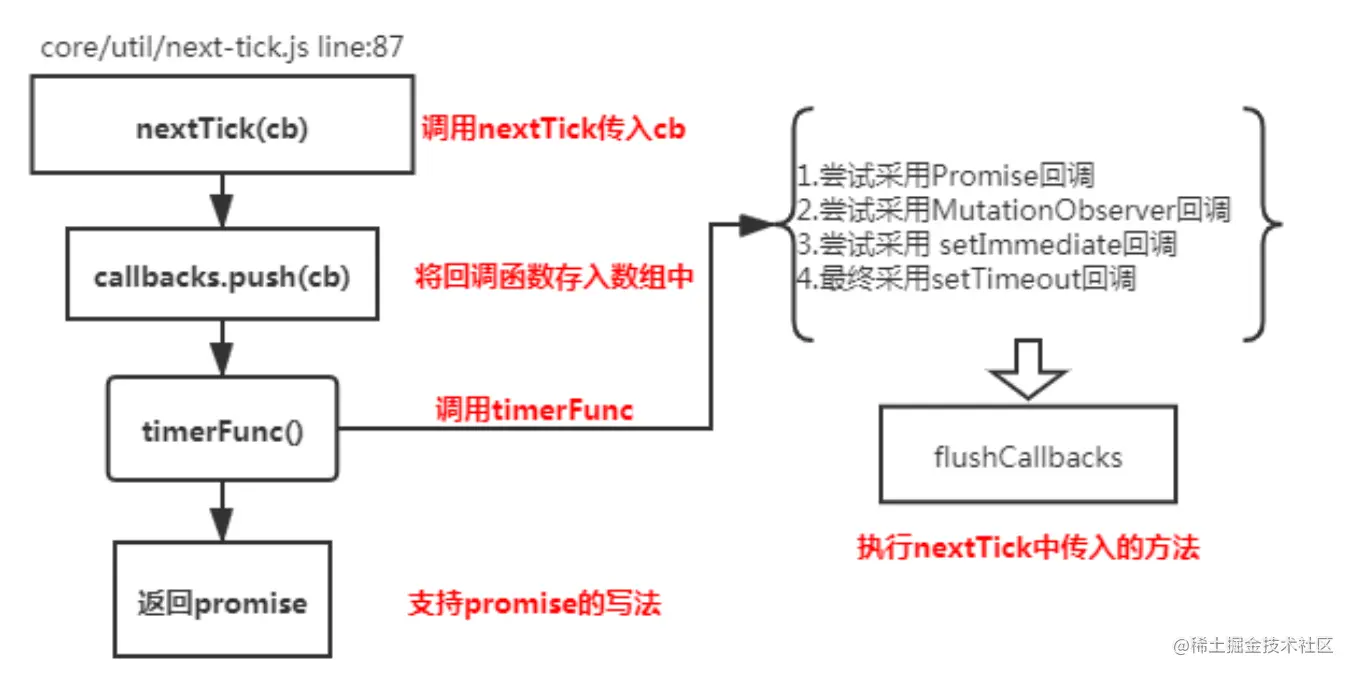 core/util/next-tick.js line:87
nextTick(cb)
调用nextTick传入cb
callbacks.push(cb)
将回调函数存入数组中
timerFunc()
调用timerFunc
返回promise
支持promise的写法
1.尝试采用Promise回调
2.尝试采用MutationObserver回调
3.尝试采用 setImmediate回调
4.最终采用setTimeout回调
flushCallbacks
执行nextTick中传入的方法
@稀土掘金技术社区